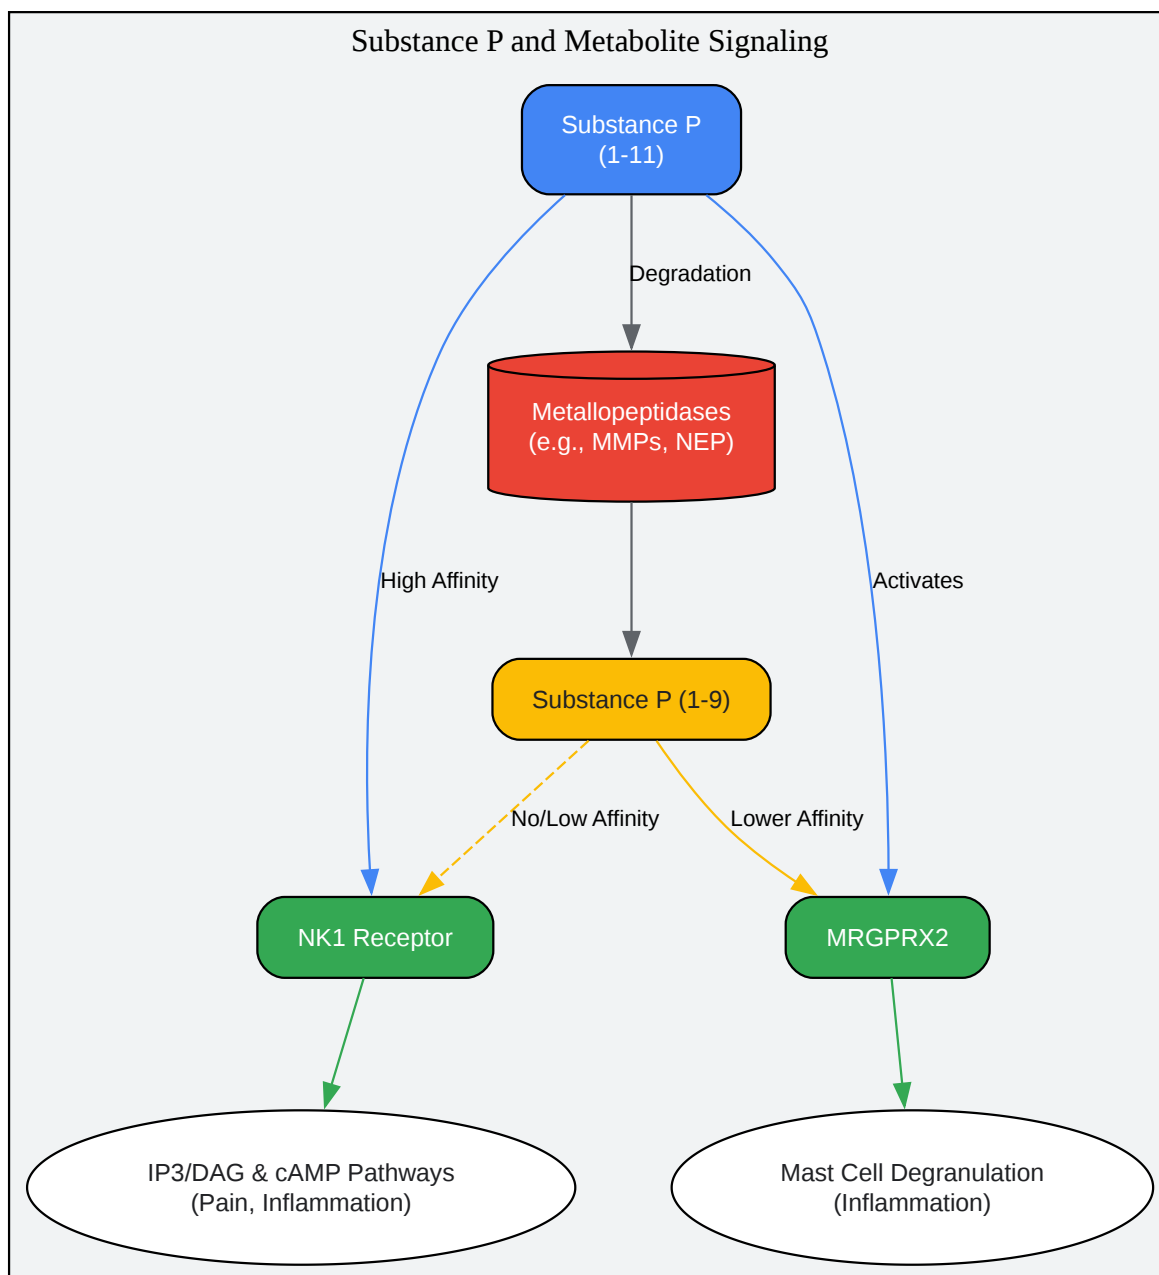 Substance P and Metabolite Signaling
Substance P
(1-11)
Degradation
Metallopeptidases
(e.g., MMPs, NEP)
High Affinity
Activates
Substance P (1-9)
No/Low Affinity
Lower Affinity
NK1 Receptor
MRGPRX2
IP3/DAG & cAMP Pathways
(Pain, Inflammation)
Mast Cell Degranulation
(Inflammation)